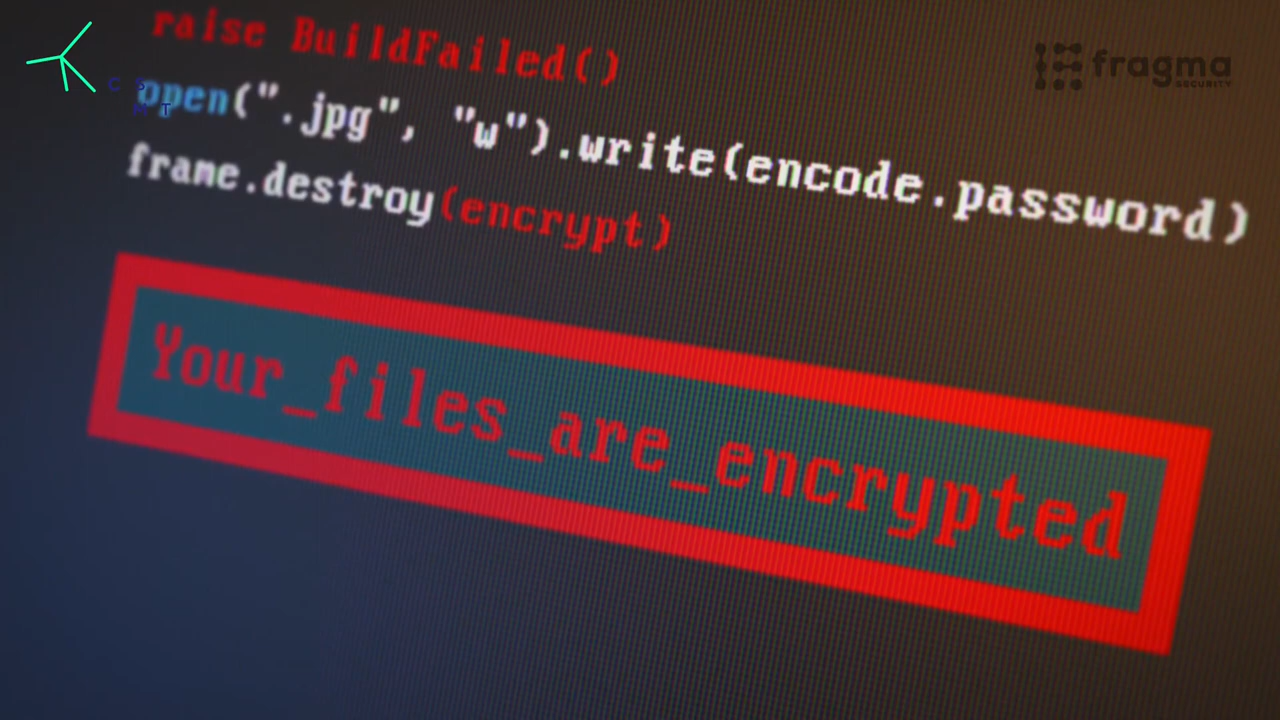 raise BuildFailed()
open(".jpg", "w").write(encode.password)
frame.destroy(encrypt)
Your_files_are_encrypted
fragma
SECURITY